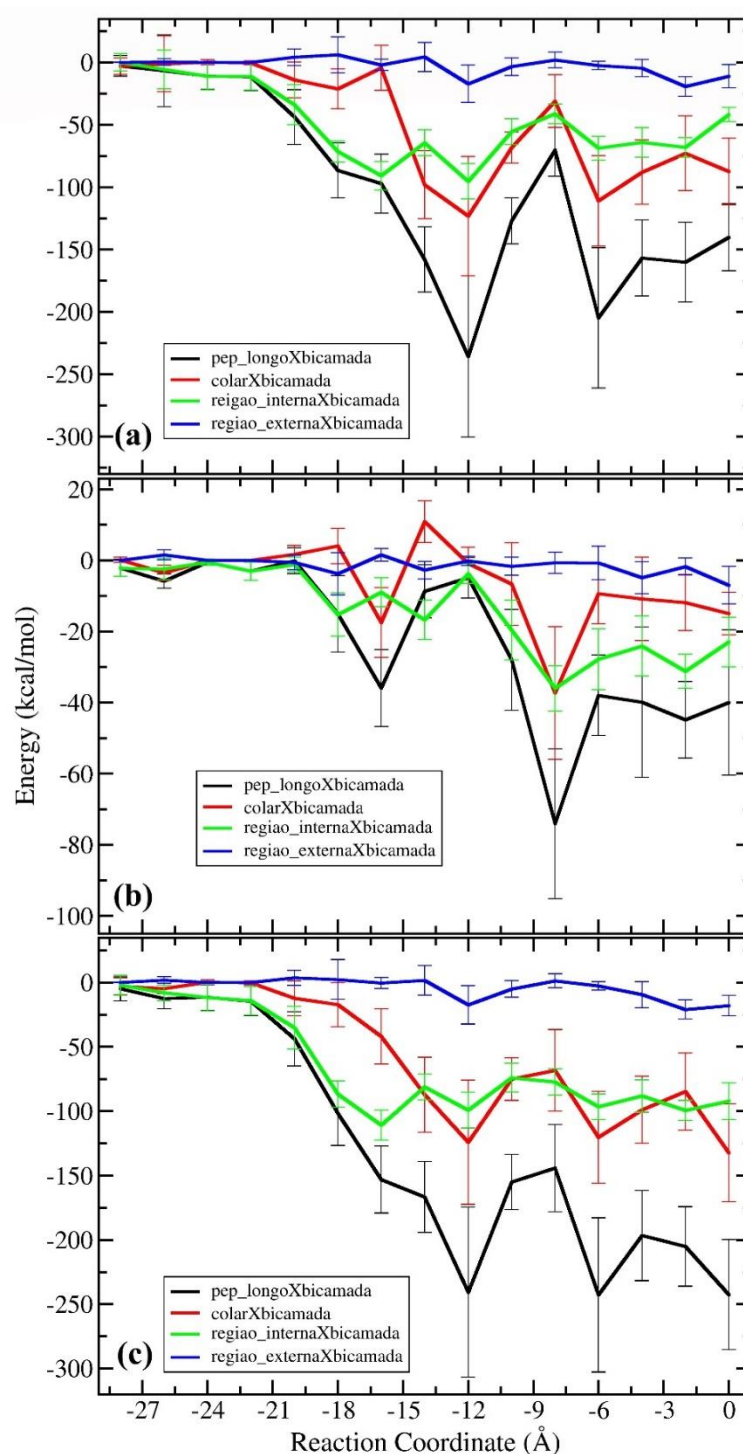 0
-50
-100
-150
-200
-250
-300
pep_longoXbicamada
colarXbicamada
reigao_internaXbicamada
regiao_externaXbicamada
(a)
20
0
-20
-40
-60
-80
-100
pep_longoXbicamada
colarXbicamada
regiao_internaXbicamada
regiao_externaXbicamada
(b)
Energy (kcal/mol)
0
-50
-100
-150
-200
-250
-300
pep_longoXbicamada
colarXbicamada
regiao_internaXbicamada
regiao_externaXbicamada
(c)
-27 -24 -21 -18 -15 -12 -9 -6 -3 0
Reaction Coordinate (Å)